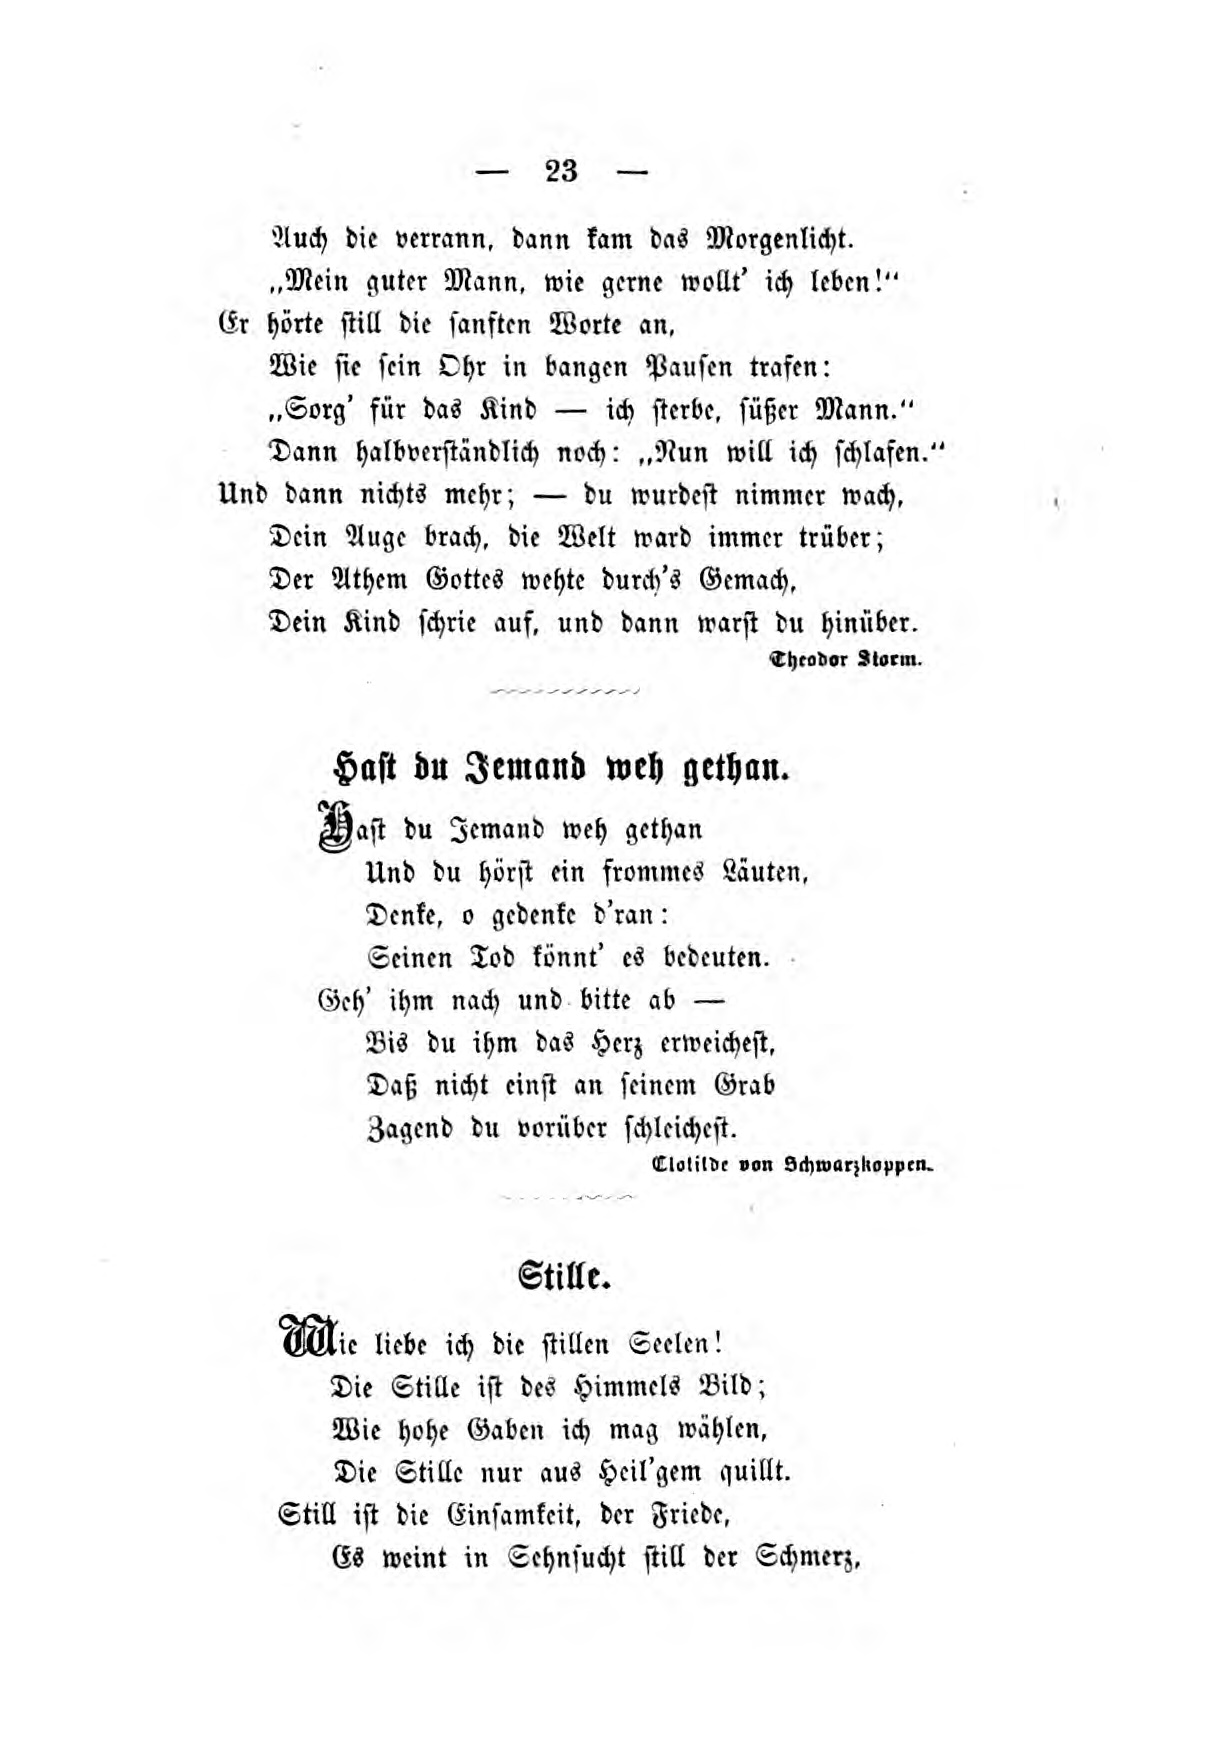 — 23 —
Auch die verrann, dann kam das Morgenlicht.
„Mein guter Mann, wie gerne wollt’ ich leben!“
Er hörte still die sanften Worte an,
Wie sie sein Ohr in bangen Pausen trafen:
„Sorg’ für das Kind — ich sterbe, süßer Mann.“
Dann halbverständlich noch: „Nun will ich schlafen.“
Und dann nichts mehr; — du wurdest nimmer wach,
Dein Auge brach, die Welt ward immer trüber;
Der Athem Gottes wehte durch’s Gemach,
Dein Kind schrie auf, und dann warst du hinüber.
Theodor Storm.
Hast du Jemand weh gethan.
Hast du Jemand weh gethan
Und du hörst ein frommes Läuten,
Denke, o gedenke d’ran:
Seinen Tod könnt’ es bedeuten.
Geh’ ihm nach und bitte ab —
Bis du ihm das Herz erweichest,
Daß nicht einst an seinem Grab
Zagend du vorüber schleichest.
Clotilde von Schwarzkoppen.
Stille.
Wie liebe ich die stillen Seelen!
Die Stille ist des Himmels Bild;
Wie hohe Gaben ich mag wählen,
Die Stille nur aus Heil’gem quillt.
Still ist die Einsamkeit, der Friede,
Es weint in Sehnsucht still der Schmerz,